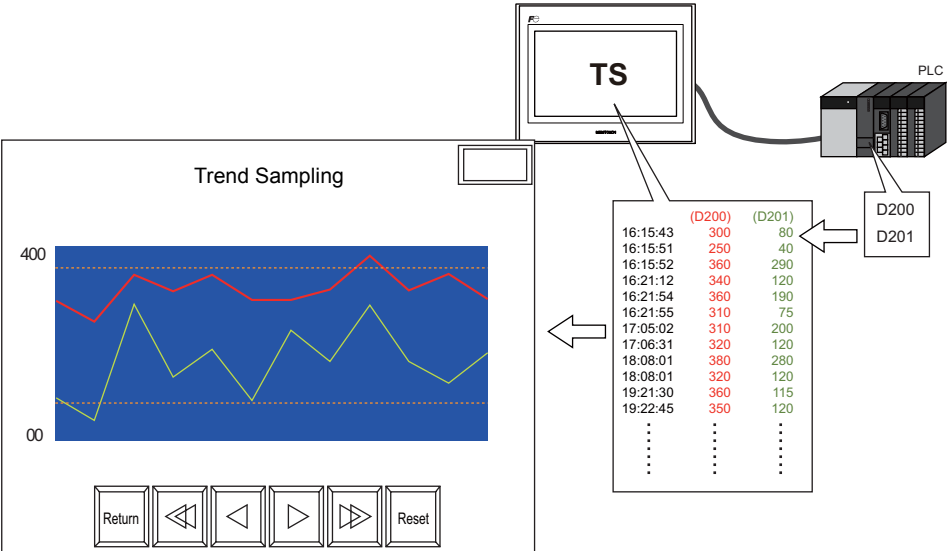 Fe
TS
PLC
D200
D201
Trend Sampling
400
00
Return
Reset
(D200) (D201)
16:15:43 300 80
16:15:51 250 40
16:15:52 360 290
16:21:12 340 120
16:21:54 360 190
16:21:55 310 75
17:05:02 310 200
17:06:31 320 120
18:08:01 380 280
18:08:01 320 120
19:21:30 360 115
19:22:45 350 120